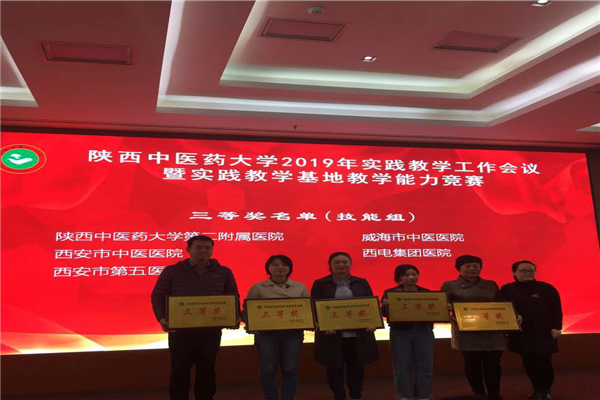 陕西中医药大学2019年实践教学工作会议
暨实践教学基地教学能力竞赛
三等奖名单(技能组)
陕西中医药大学第二附属医院 威海市中医医院
西安市中医医院 西电集团医院
西安市第五医
三等奖
三等奖
三等奖
三等奖
三等奖